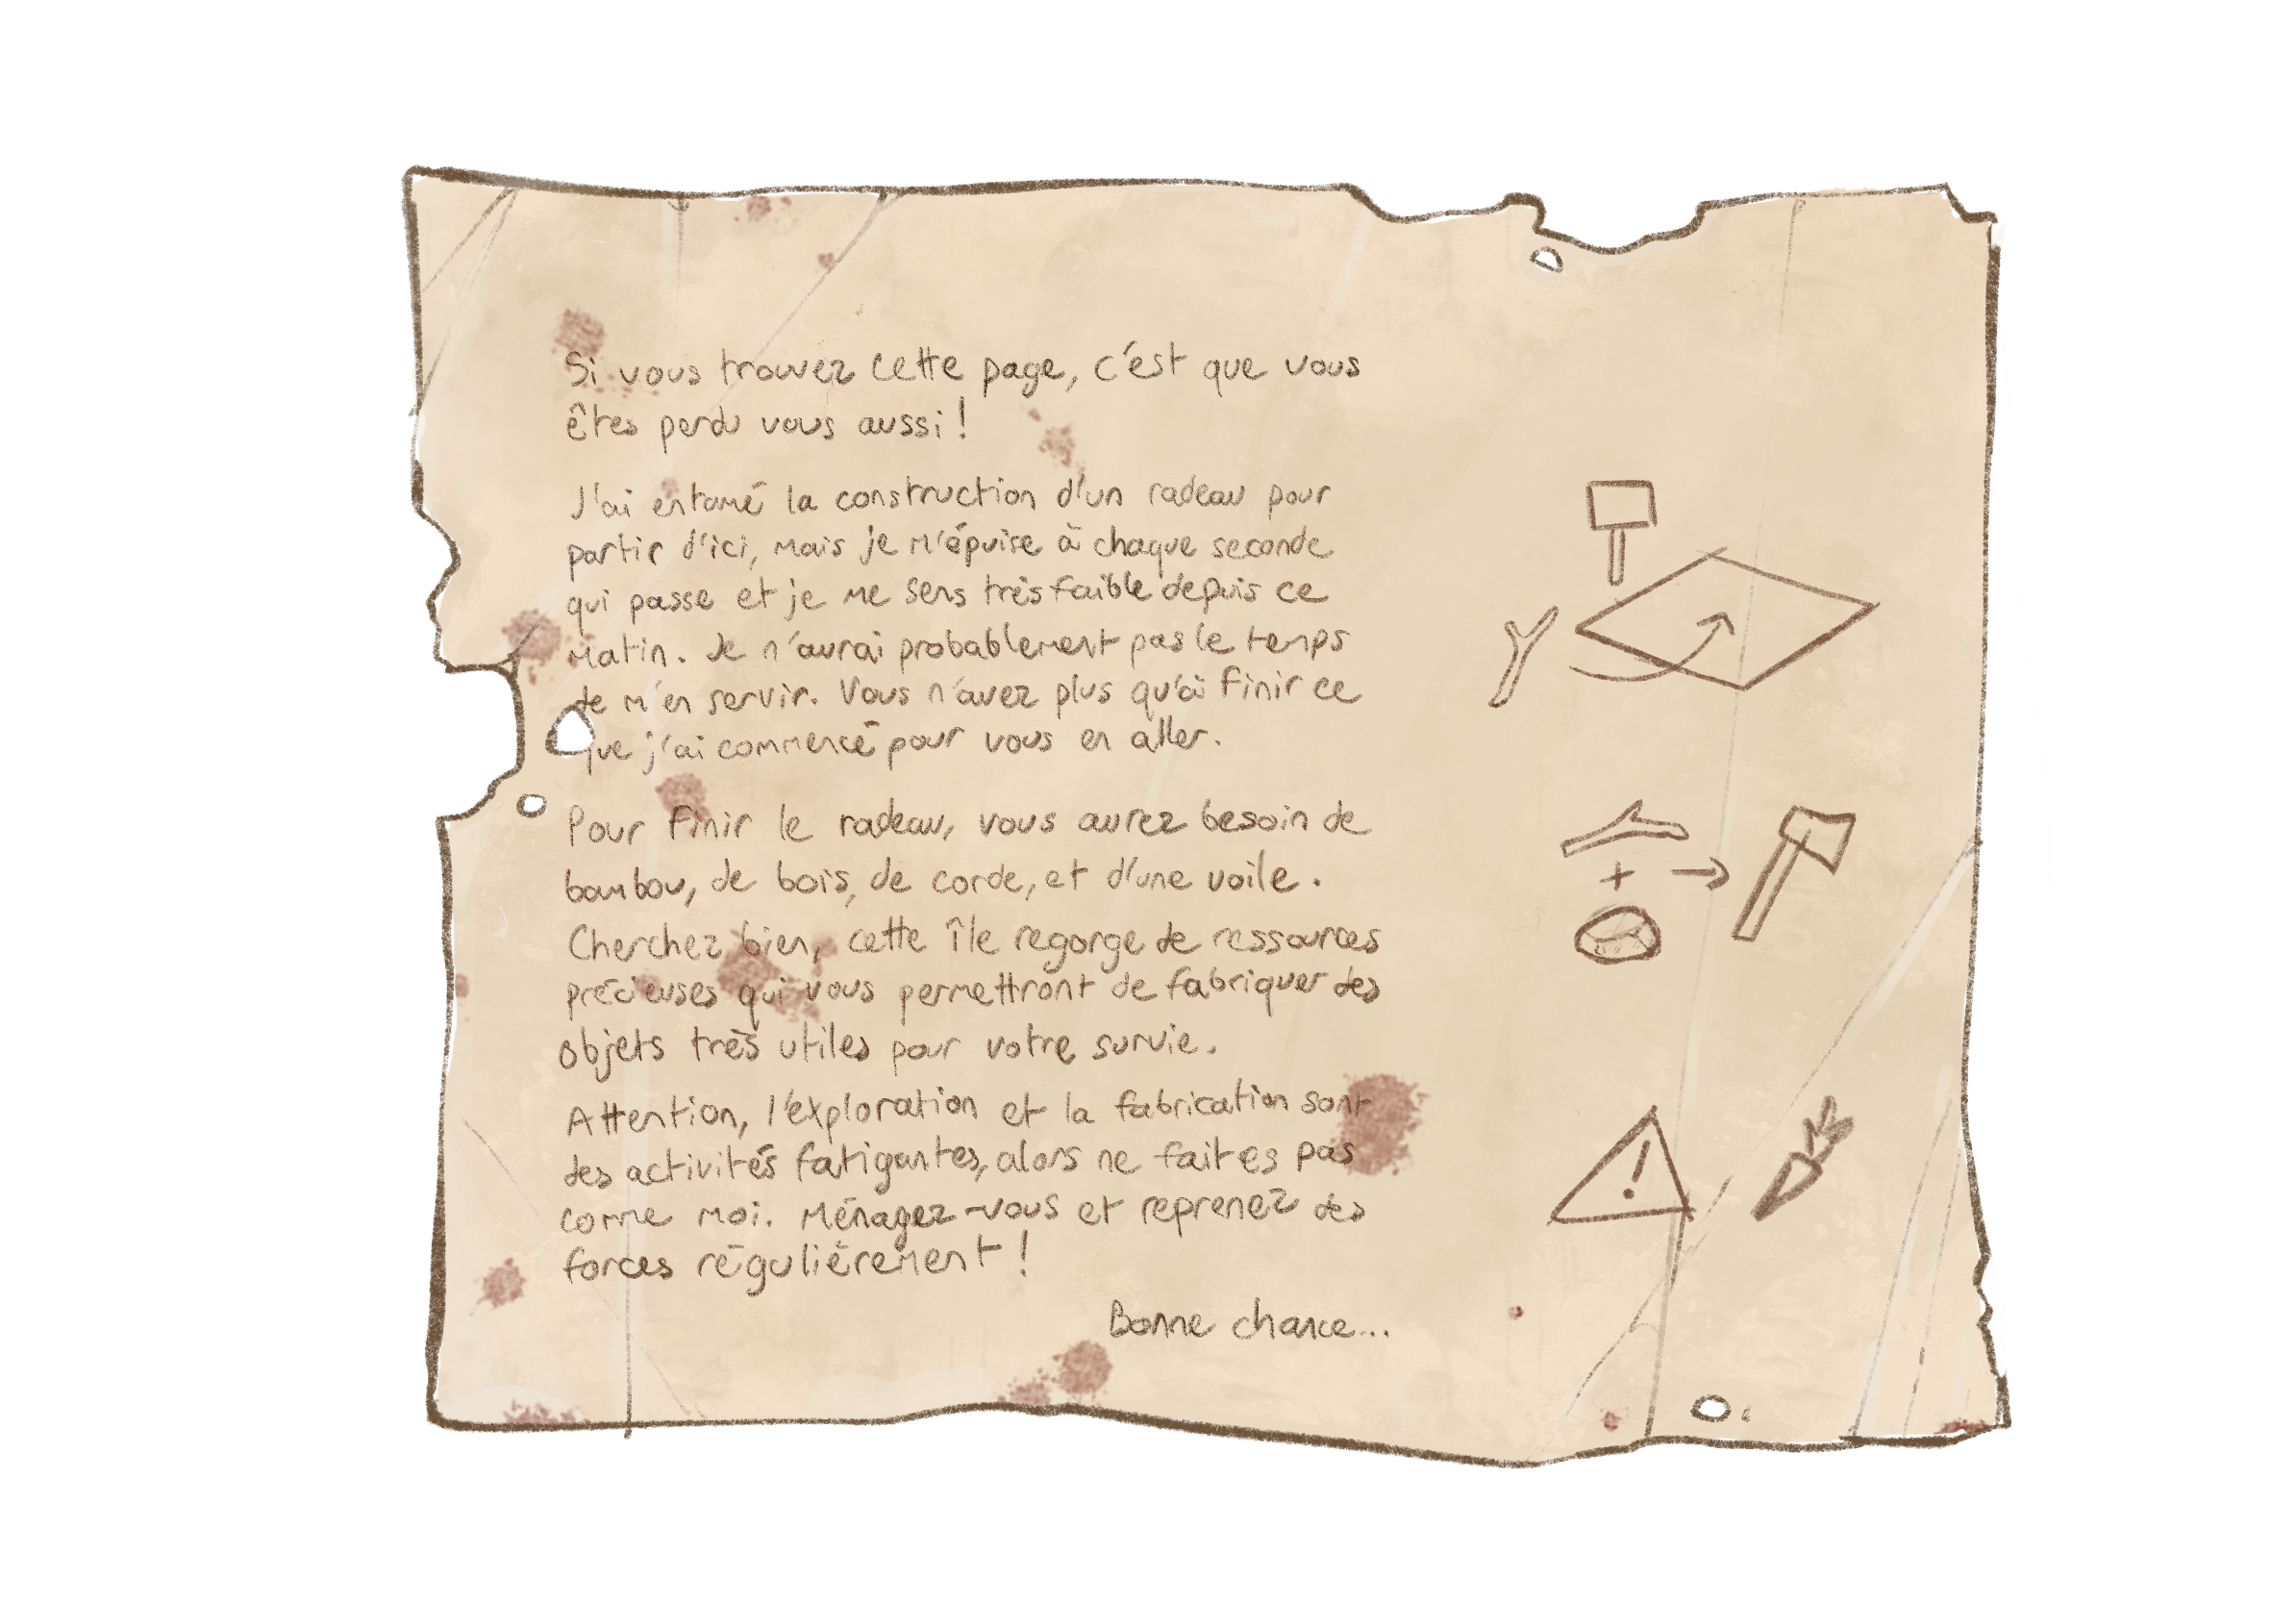 Si vous trouvez cette page, c'est que vous
êtes perdu vous aussi !
J'ai entamé la construction d'un radeau pour
partir d'ici, mais je m'épuise à chaque seconde
qui passe et je me sens très faible depuis ce
matin. Je n'aurai probablement pas le temps
de m'en servir. Vous n'avez plus qu'à finir ce
que j'ai commencé pour vous en aller.
Pour finir le radeau, vous aurez besoin de
bambou, de bois, de corde, et d'une voile.
Cherchez bien, cette île regorge de ressources
précieuses qui vous permettront de fabriquer des
objets très utiles pour votre survie.
Attention, l'exploration et la fabrication sont
des activités fatigantes, alors ne faites pas
comme moi. Ménagez-vous et reprenez des
forces régulièrement !
Bonne chance...